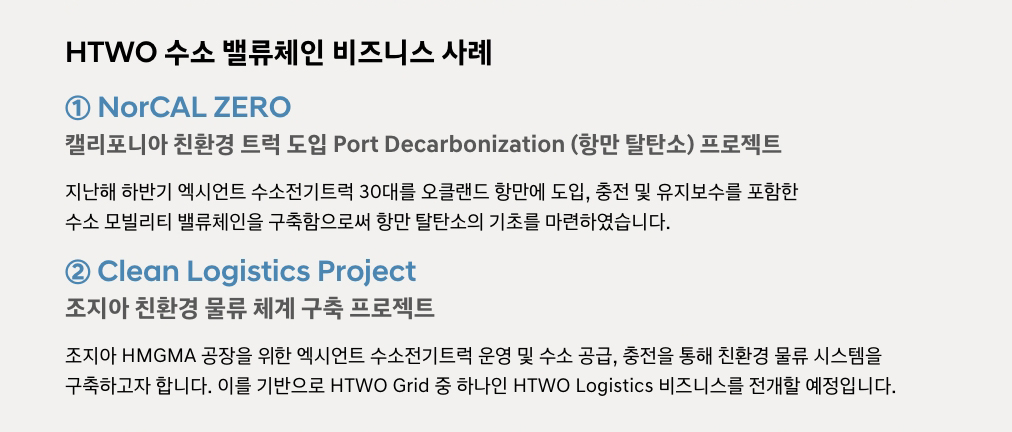 HTWO 수소 밸류체인 비즈니스 사례
① NorCAL ZERO
캘리포니아 친환경 트럭 도입 Port Decarbonization (항만 탈탄소) 프로젝트
지난해 하반기 엑시언트 수소전기트럭 30대를 오클랜드 항만에 도입, 충전 및 유지보수를 포함한
수소 모빌리티 밸류체인을 구축함으로써 항만 탈탄소의 기초를 마련하였습니다.
② Clean Logistics Project
조지아 친환경 물류 체계 구축 프로젝트
조지아 HMGMA 공장을 위한 엑시언트 수소전기트럭 운영 및 수소 공급, 충전을 통해 친환경 물류 시스템을
구축하고자 합니다. 이를 기반으로 HTWO Grid 중 하나인 HTWO Logistics 비즈니스를 전개할 예정입니다.